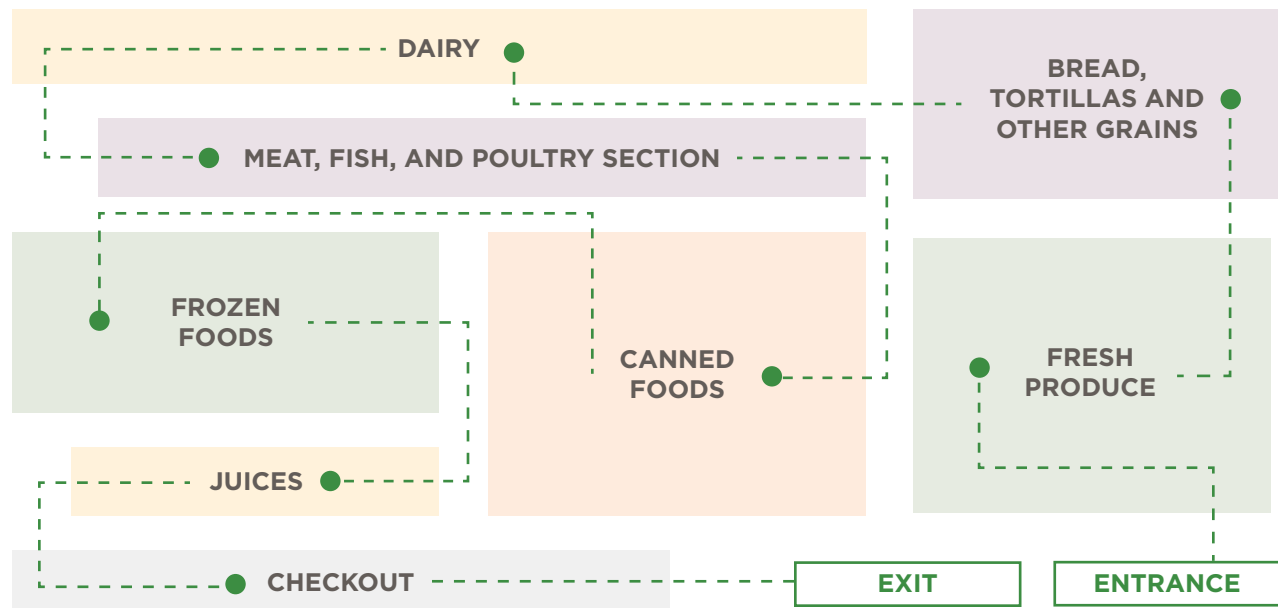 DAIRY
BREAD,
TORTILLAS AND
OTHER GRAINS
MEAT, FISH, AND POULTRY SECTION
FROZEN
FOODS
CANNED
FOODS
FRESH
PRODUCE
JUICES
CHECKOUT
EXIT
ENTRANCE